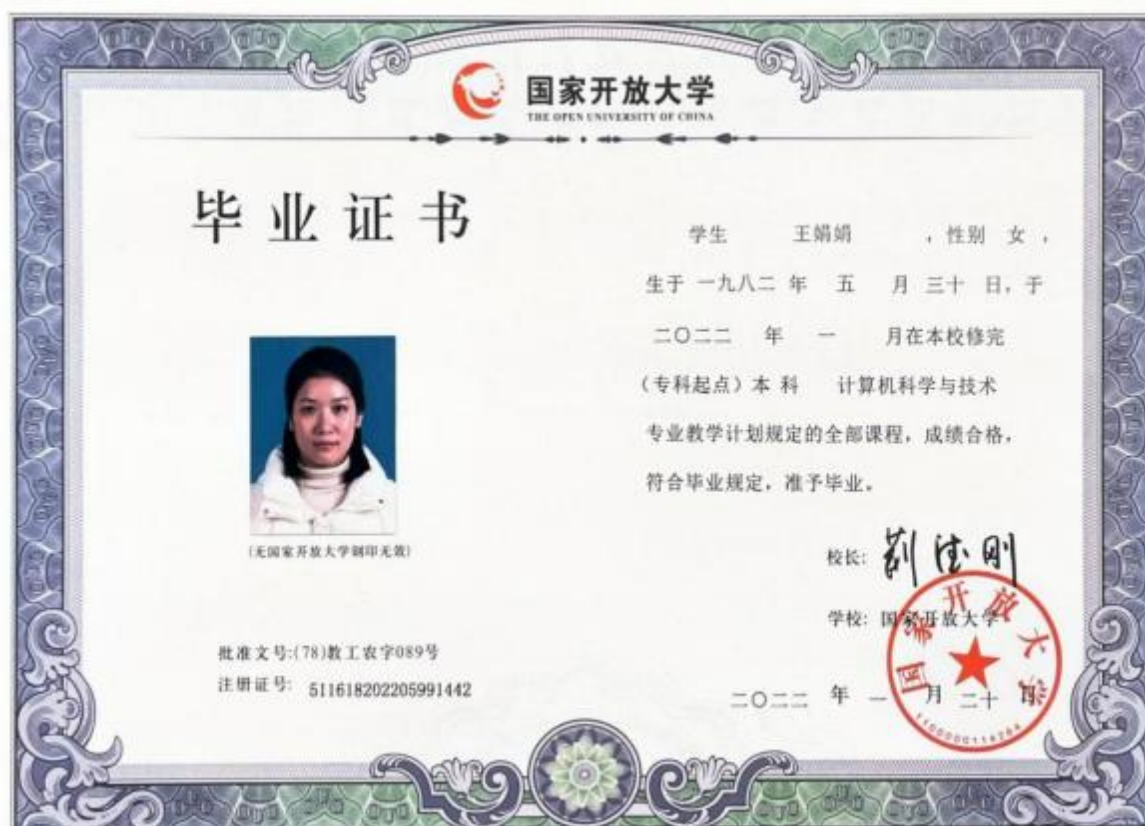 国家开放大学
THE OPEN UNIVERSITY OF CHINA
毕业证书
学生 王娟娟 ，性别 女 ，
生于 一九八二 年 五 月 三十 日，于
二〇二二 年 一 月在本校修完
（专科起点）本 科 计算机科学与技术
专业教学计划规定的全部课程，成绩合格，
符合毕业规定，准予毕业。
(无国家开放大学钢印无效)
校长：
学校：国家开放大学
批准文号:(78)教工农字089号
注册证号: 511618202205991442
二〇二二 年 一 月 二十 日
国家开放大学